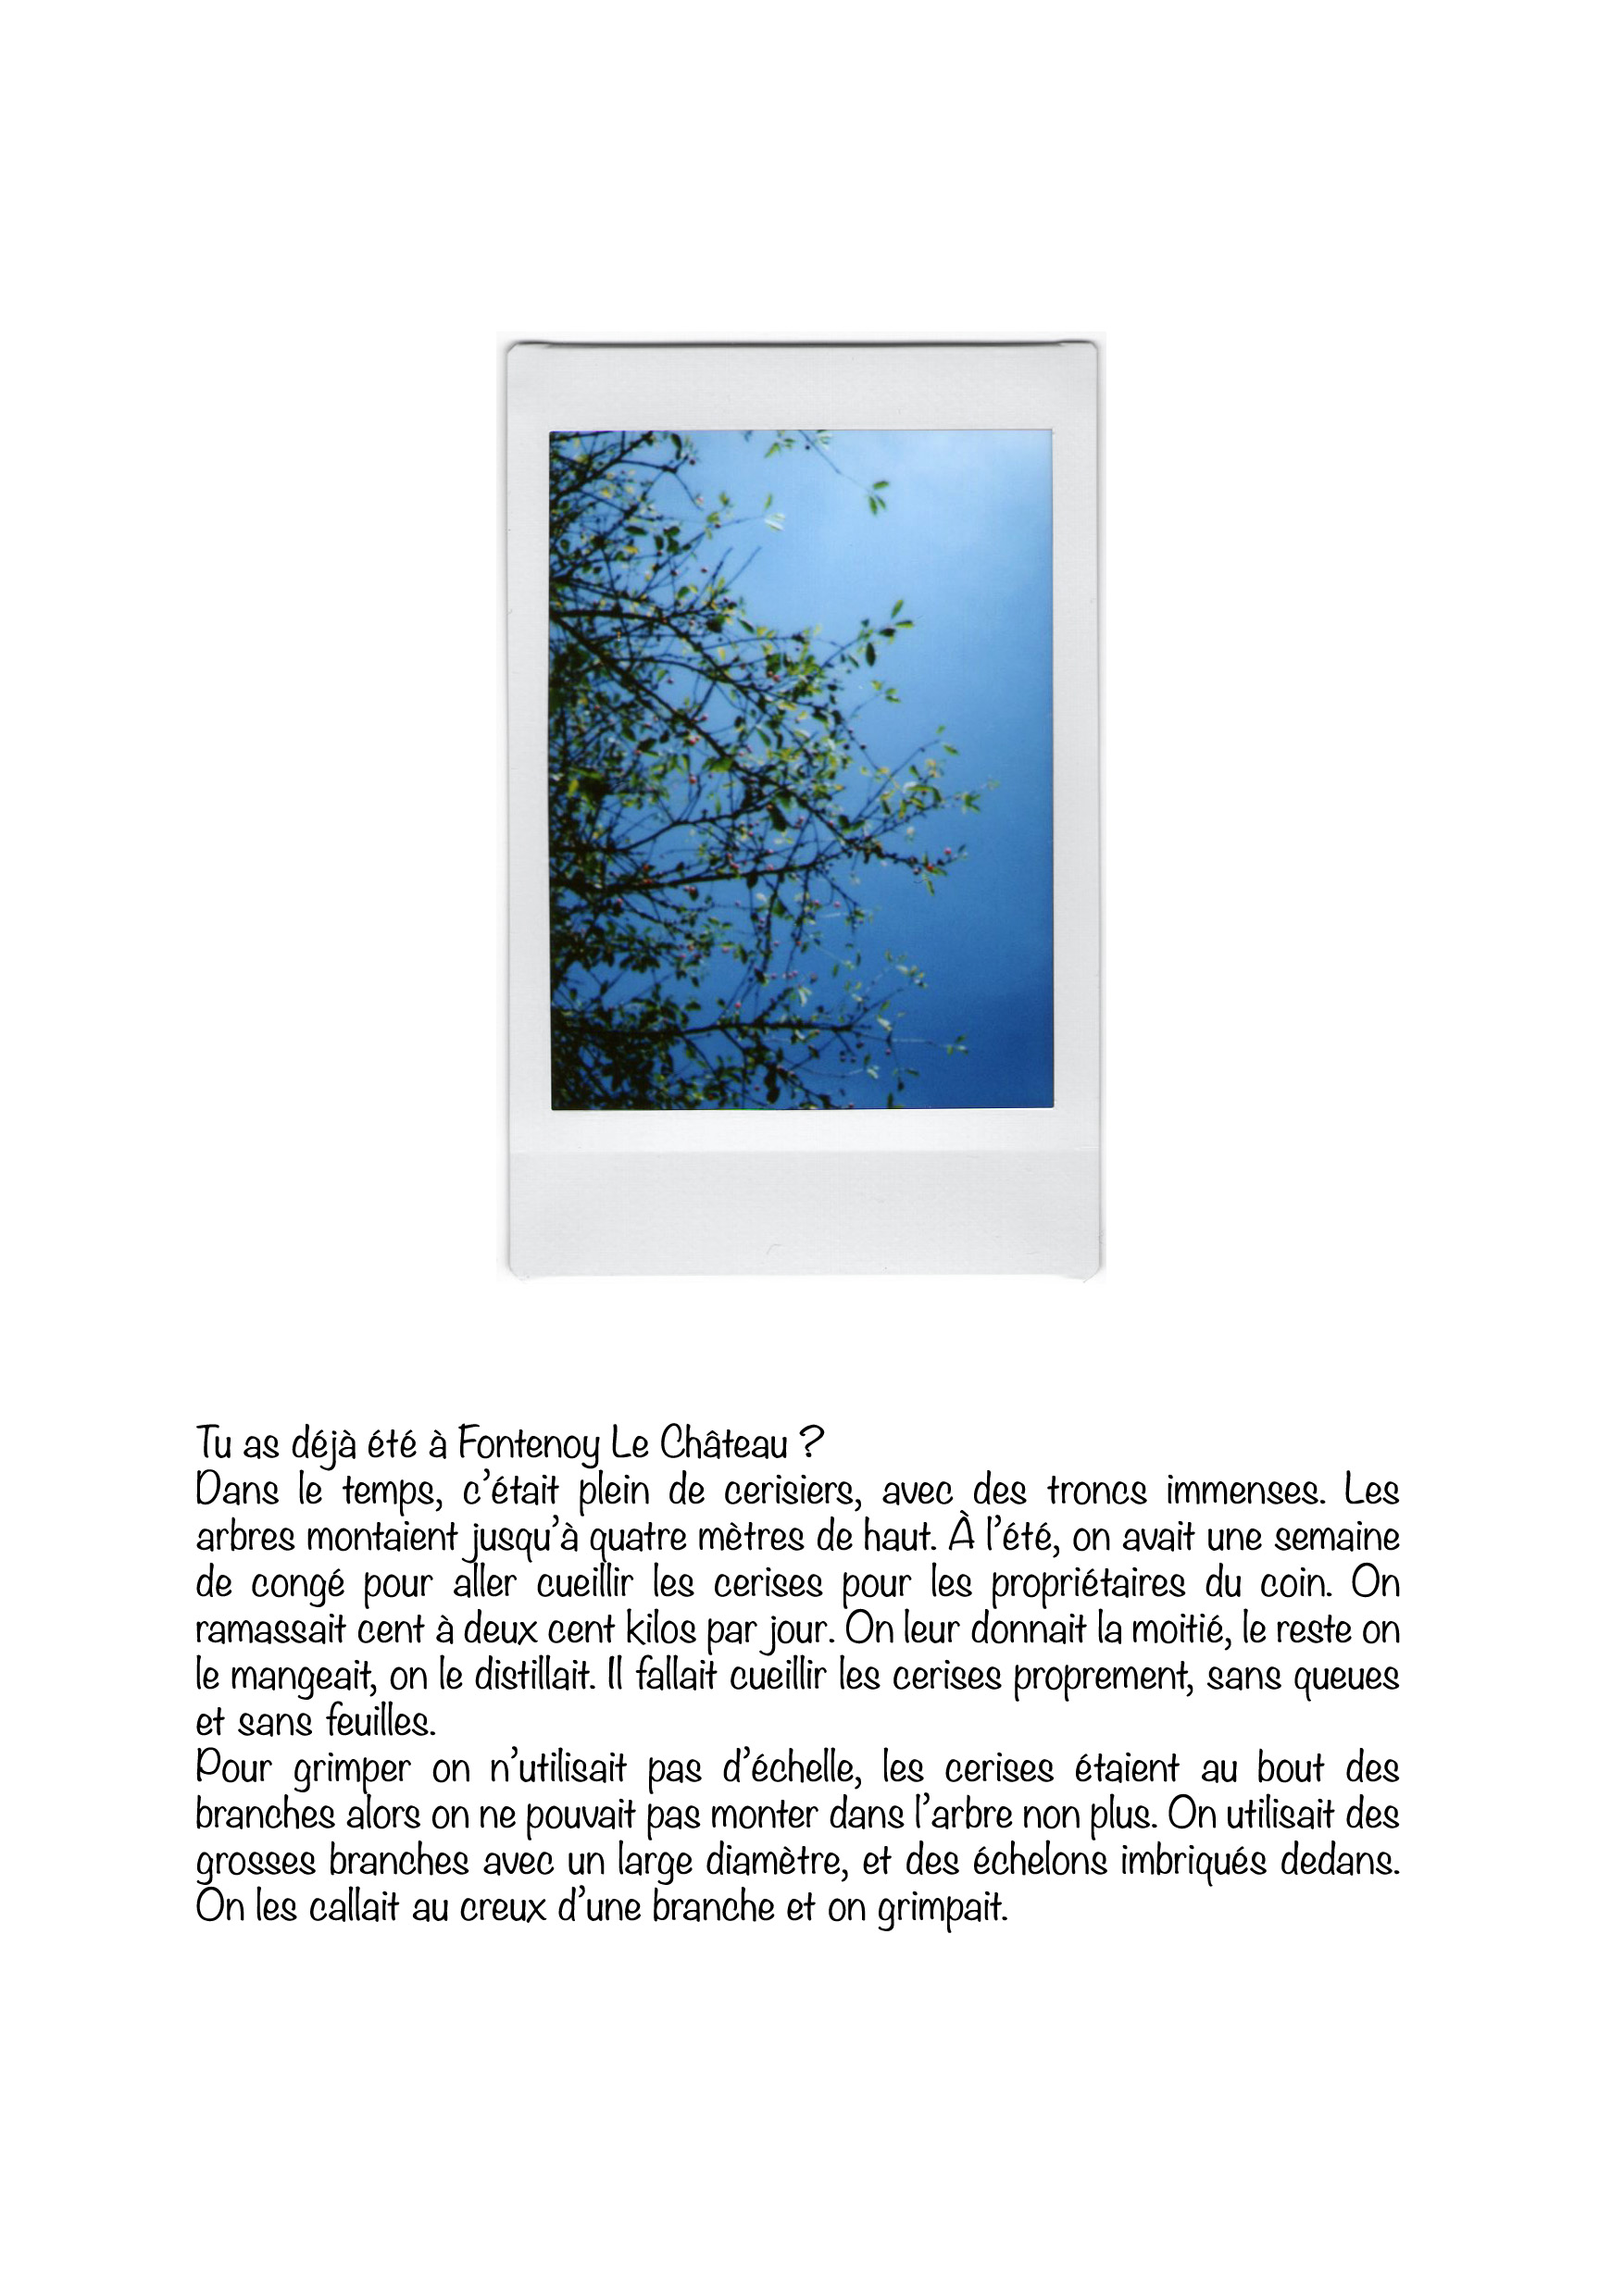 Tu as déjà été à Fontenoy Le Château ?
Dans le temps, c'était plein de cerisiers, avec des troncs immenses. Les
arbres montaient jusqu'à quatre mètres de haut. À l'été, on avait une semaine
de congé pour aller cueillir les cerises pour les propriétaires du coin. On
ramassait cent à deux cent kilos par jour. On leur donnait la moitié, le reste on
le mangeait, on le distillait. Il fallait cueillir les cerises proprement, sans queues
et sans feuilles.
Pour grimper on n'utilisait pas d'échelle, les cerises étaient au bout des
branches alors on ne pouvait pas monter dans l'arbre non plus. On utilisait des
grosses branches avec un large diamètre, et des échelons imbriqués dedans.
On les callait au creux d'une branche et on grimpait.